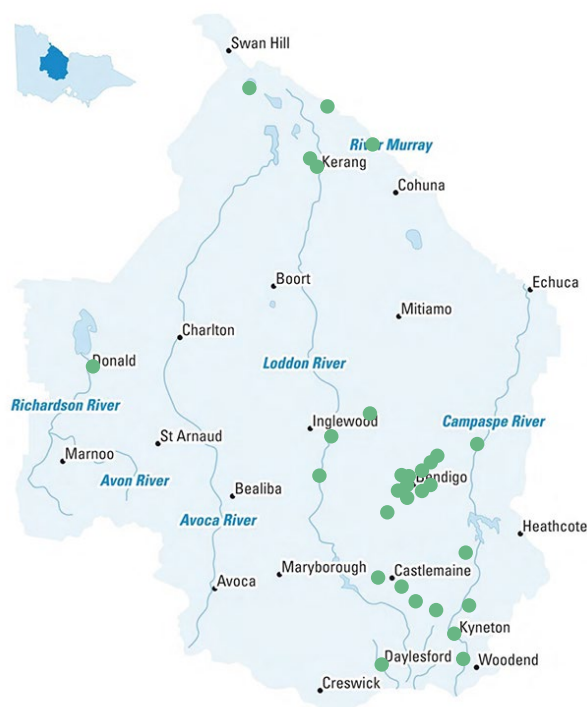 Swan Hill
River Murray
Kerang
Cohuna
Boort
Echuca
Mitiamo
Charlton
Donald
Loddon River
Richardson River
Inglewood
Campaspe River
St Arnaud
Marnoo
Avon River
Bendigo
Bealiba
Avoca River
Heathcote
Maryborough
Castlemaine
Avoca
Kyneton
Daylesford
Woodend
Creswick